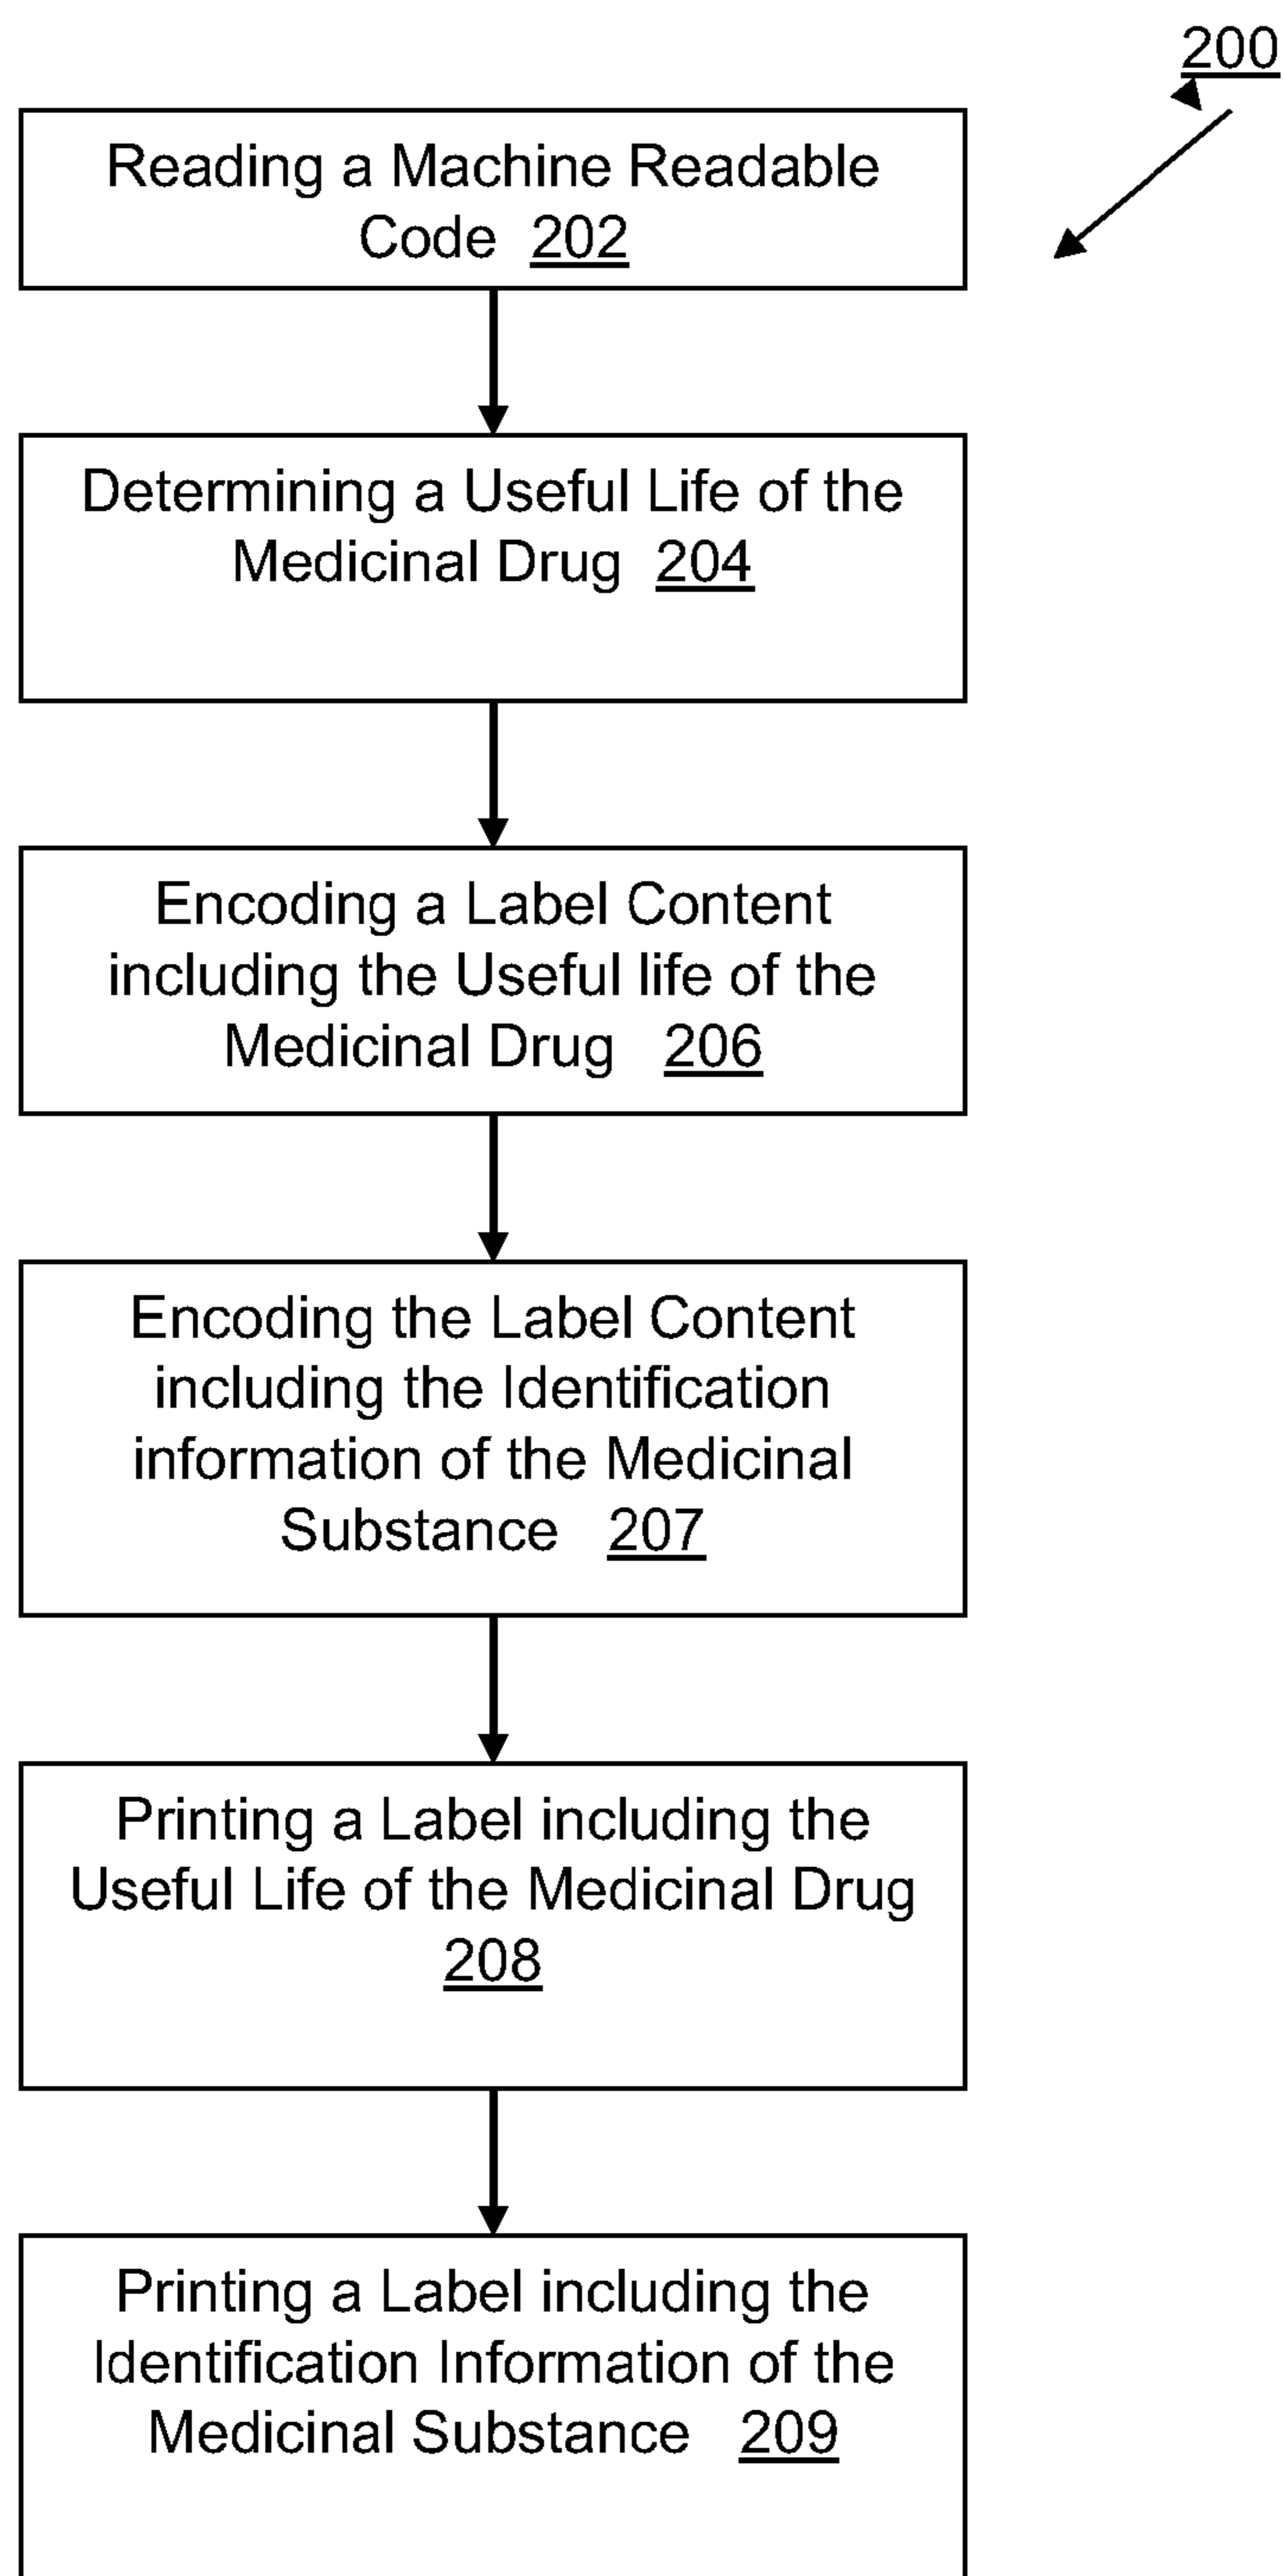 200
Reading a Machine Readable
Code 202
Determining a Useful Life of the
Medicinal Drug 204
Encoding a Label Content
including the Useful life of the
Medicinal Drug 206
Encoding the Label Content
including the Identification
information of the Medicinal
Substance 207
Printing a Label including the
Useful Life of the Medicinal Drug
208
Printing a Label including the
Identification Information of the
Medicinal Substance 209